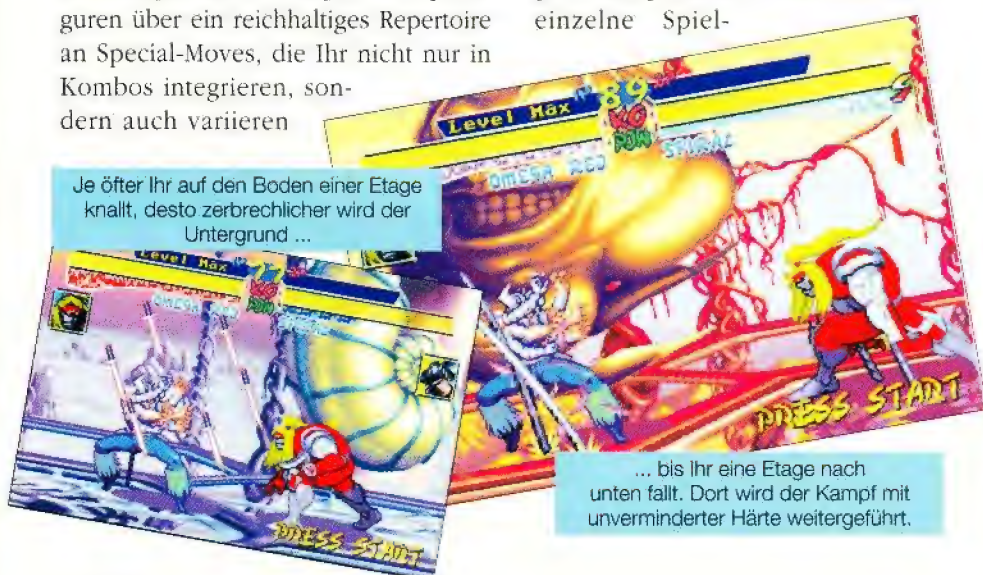 guren über ein reichhaltiges Repertoire
an Special-Moves, die Ihr nicht nur in
Kombos integrieren, son-
dern auch variieren
einzelne Spiel-
Level Max 89
KO
POW
OMEGA RED SPIRAL
Je öfter Ihr auf den Boden einer Etage
knallt, desto zerbrechlicher wird der
Untergrund ...
Level Max 77
KO
POW
OMEGA RED
PRESS START
PRESS START
... bis Ihr eine Etage nach
unten fallt. Dort wird der Kampf mit
unverminderter Härte weitergeführt.